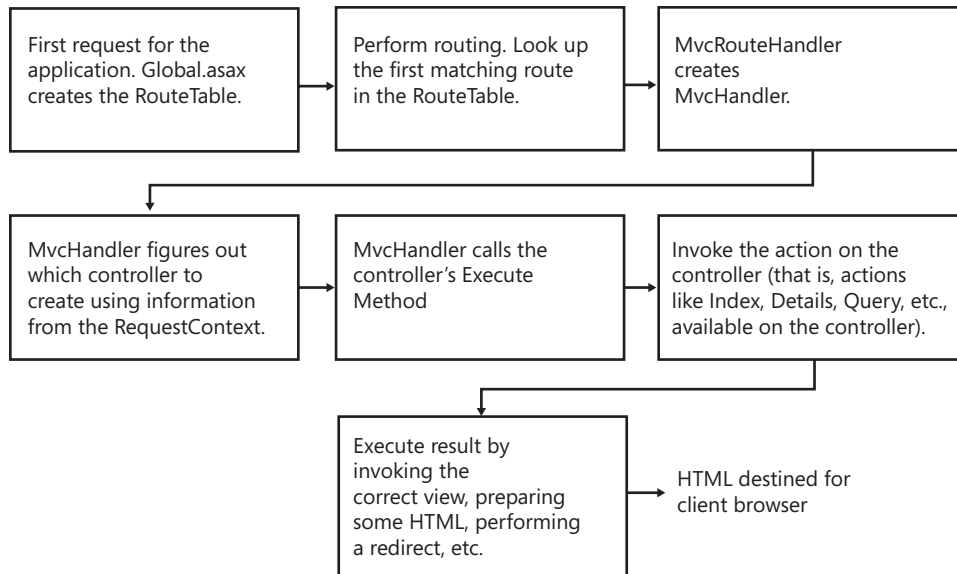 First request for the
application. Global.asax
creates the RouteTable.
Perform routing. Look up
the first matching route
in the RouteTable.
MvcRouteHandler
creates
MvcHandler.
MvcHandler figures out
which controller to
create using information
from the RequestContext.
MvcHandler calls the
controller’s Execute
Method
Invoke the action on the
controller (that is, actions
like Index, Details, Query, etc.,
available on the controller).
Execute result by
invoking the
correct view, preparing
some HTML, performing
a redirect, etc.
HTML destined for
client browser